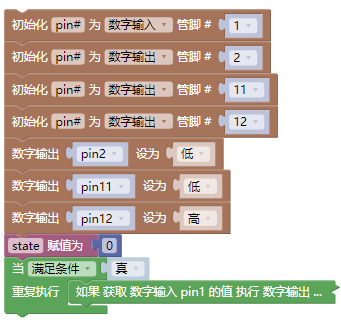 初始化 pin# 为 数字输入 管脚 # 1
初始化 pin# 为 数字输出 管脚 # 2
初始化 pin# 为 数字输出 管脚 # 11
初始化 pin# 为 数字输出 管脚 # 12
数字输出 pin2 设为 低
数字输出 pin11 设为 低
数字输出 pin12 设为 高
state 赋值为 0
当 满足条件 真
重复执行 如果 获取 数字输入 pin1 的值 执行 数字输出 ...